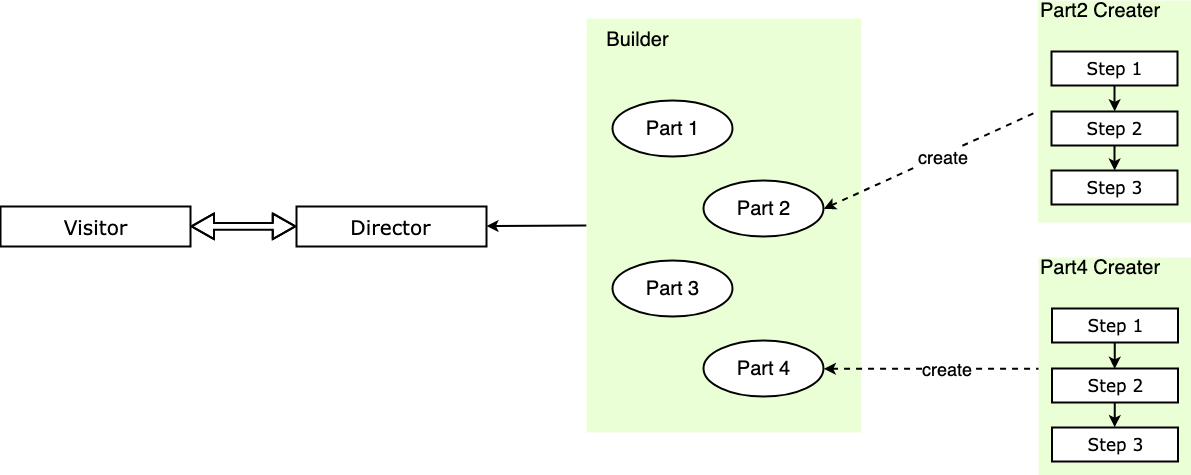 Visitor
Director
Builder
Part 1
Part 2
Part 3
Part 4
create
create
Part2 Creater
Step 1
Step 2
Step 3
Part4 Creater
Step 1
Step 2
Step 3